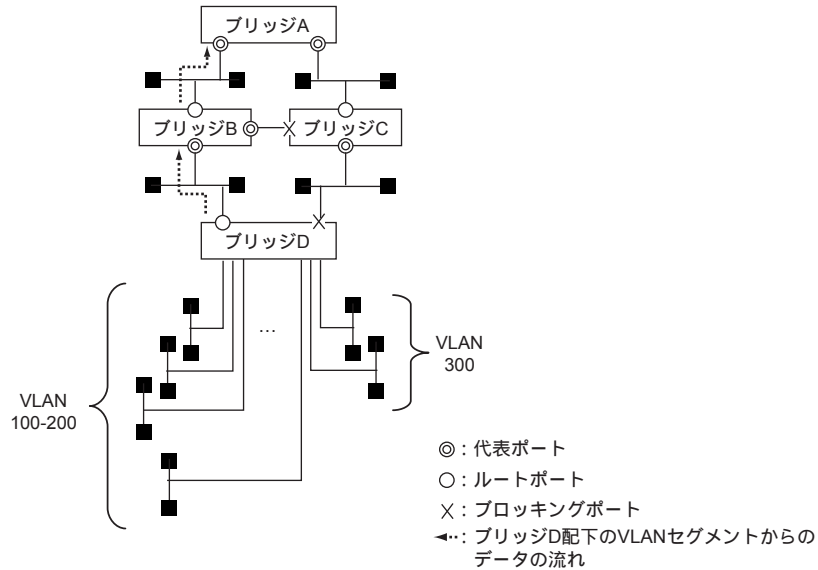 ブリッジA
ブリッジB
ブリッジC
ブリッジD
…
VLAN
300
VLAN
100-200
◎：代表ポート
○：ルートポート
×：ブロッキングポート
：ブリッジD配下のVLANセグメントからの
データの流れ